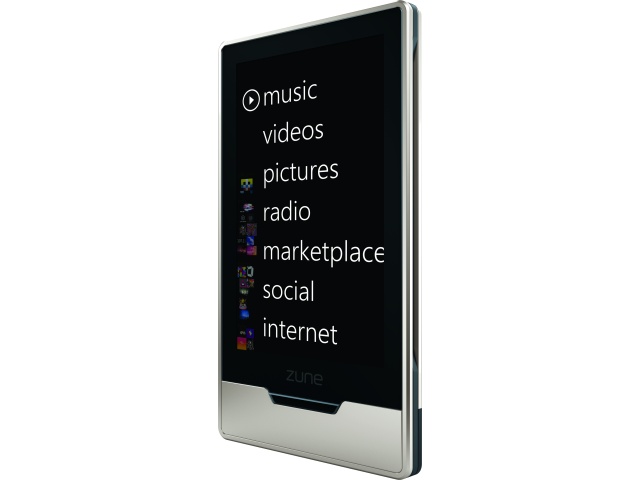 music
videos
pictures
radio
marketplace
social
internet
zune